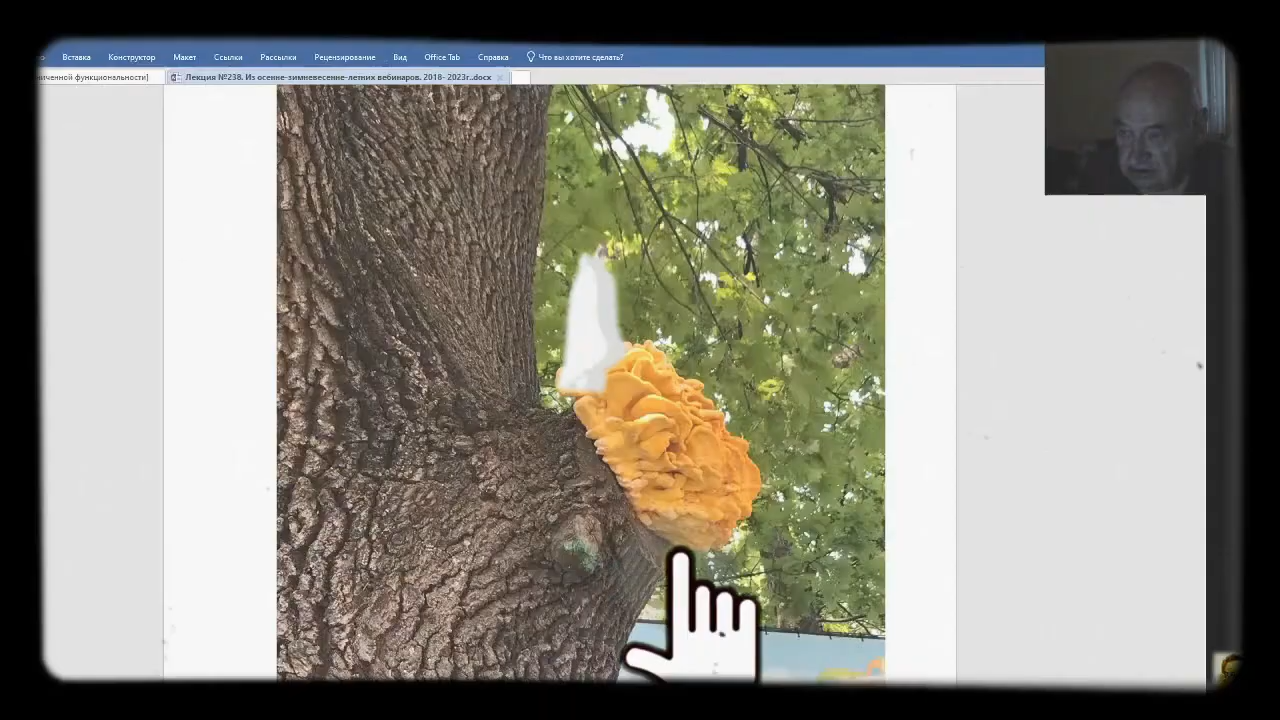 Вставка Конструктор Макет Ссылки Рассылки Рецензирование Вид Office Tab Справка Что вы хотите сделать?
Лекция №238. Из осенне-зимневесенне-летних вебинаров. 2018- 2023г..docx